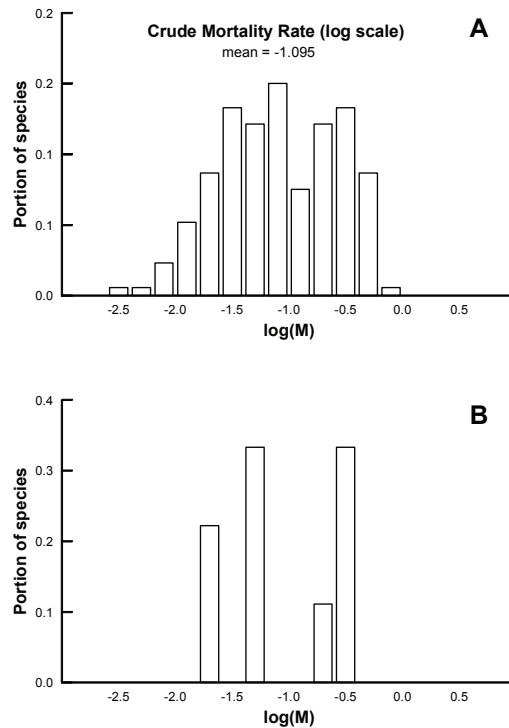 0.2
Crude Mortality Rate (log scale)
A
mean = -1.095
0.2
0.1
0.1
0.0
Portion of species
-2.5 -2.0 -1.5 -1.0 -0.5 0.0 0.5
log(M)
0.4
B
0.3
0.2
0.1
0.0
Portion of species
-2.5 -2.0 -1.5 -1.0 -0.5 0.0 0.5
log(M)